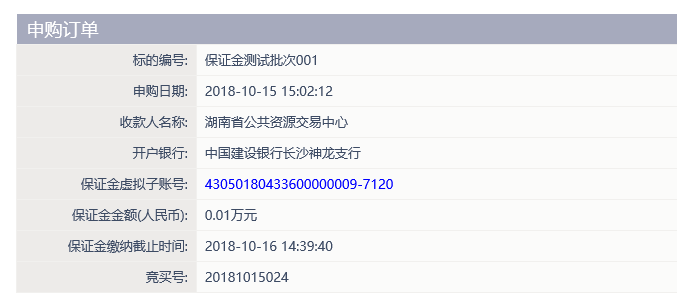 申购订单
标的编号: 保证金测试批次001
申购日期: 2018-10-15 15:02:12
收款人名称: 湖南省公共资源交易中心
开户银行: 中国建设银行长沙神龙支行
保证金虚拟子账号: 43050180433600000009-7120
保证金金额(人民币): 0.01万元
保证金缴纳截止时间: 2018-10-16 14:39:40
竞买号: 20181015024